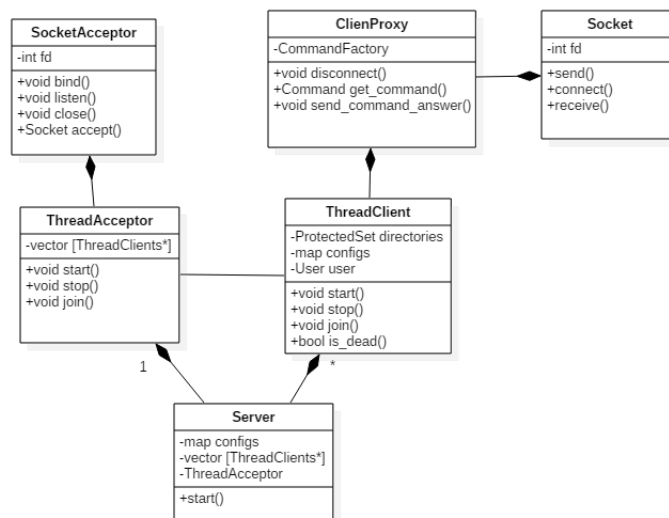 SocketAcceptor
-int fd
+void bind()
+void listen()
+void close()
+Socket accept()
ClienProxy
-CommandFactory
+void disconnect()
+Command get_command()
+void send_command_answer()
Socket
-int fd
+send()
+connect()
+receive()
ThreadAcceptor
-vector [ThreadClients*]
+void start()
+void stop()
+void join()
ThreadClient
-ProtectedSet directories
-map configs
-User user
+void start()
+void stop()
+void join()
+bool is_dead()
1
*
Server
-map configs
-vector [ThreadClients*]
-ThreadAcceptor
+start()